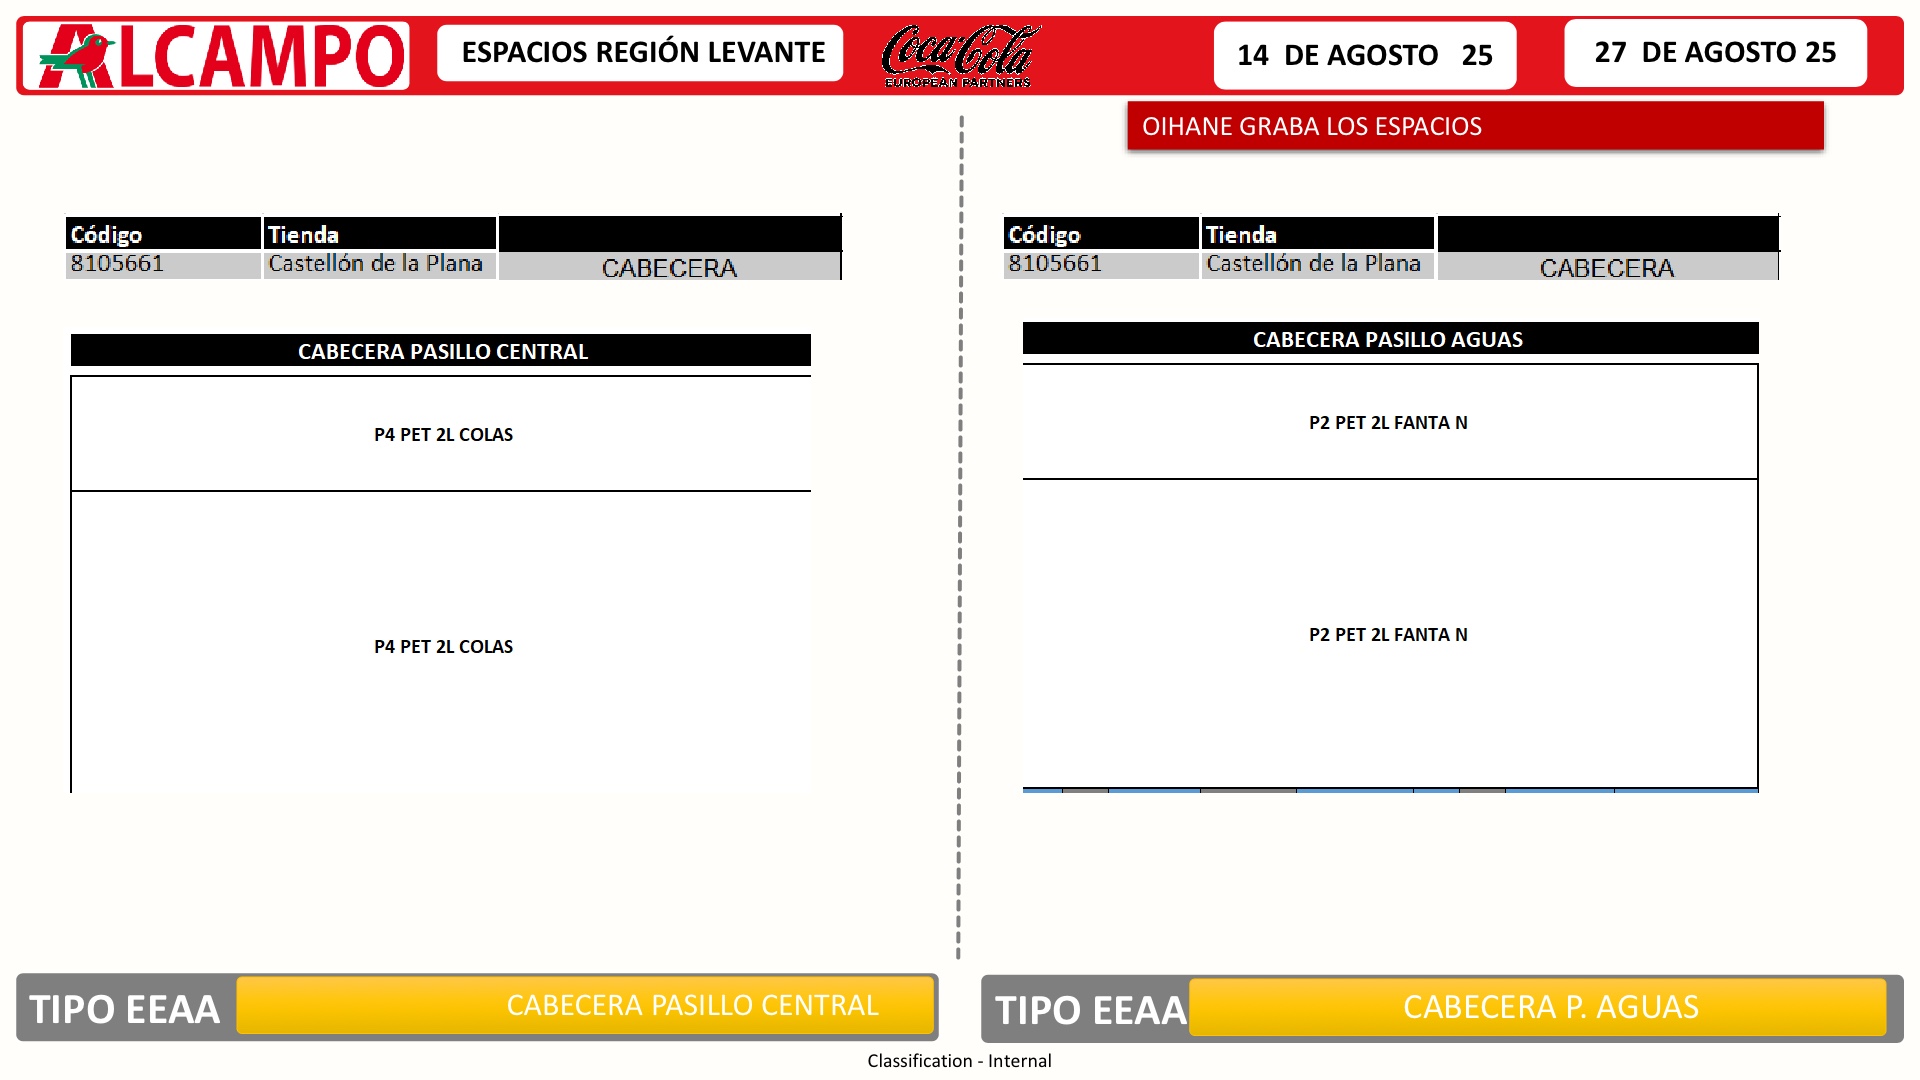 ALCAMPO
ESPACIOS REGIÓN LEVANTE
Coca-Cola
EUROPEAN PARTNERS
14 DE AGOSTO 25
27 DE AGOSTO 25
OIHANE GRABA LOS ESPACIOS
Código Tienda
8105661 Castellón de la Plana CABECERA
CABECERA PASILLO CENTRAL
P4 PET 2L COLAS
P4 PET 2L COLAS
Código Tienda
8105661 Castellón de la Plana CABECERA
CABECERA PASILLO AGUAS
P2 PET 2L FANTA N
P2 PET 2L FANTA N
TIPO EEAA CABECERA PASILLO CENTRAL
TIPO EEAA CABECERA P. AGUAS
Classification - Internal